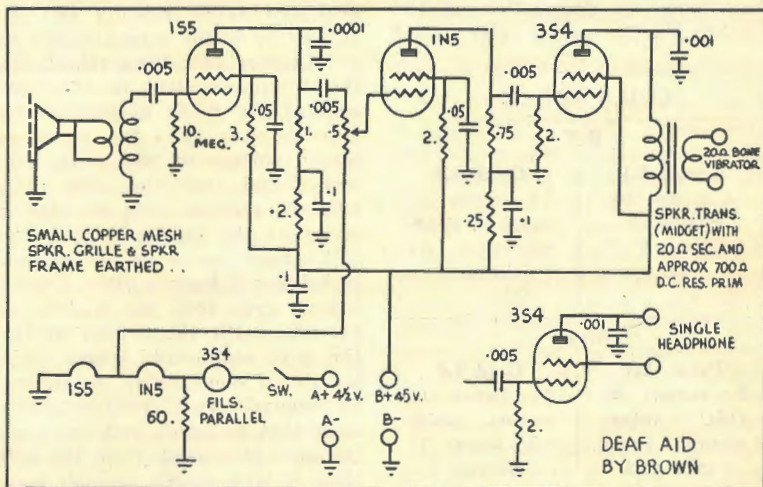 1S5
.0001
1N5
3S4
.001
.005
.005
.005
.05
.05
10.
MEG.
3.
1.
.5
2.
.75
2.
20Ω BONE
VIBRATOR
.1
.2.
.25
.1
.1
SMALL COPPER MESH
SPKR. GRILLE & SPKR
FRAME EARTHED..
SPKR. TRANS.
(MIDGET) WITH
20Ω SEC. AND
APPROX 700Ω
D.C. RES. PRIM
3S4
.001
SINGLE
HEADPHONE
.005
2.
1S5
1N5
3S4
SW.
A+ 4½ V.
B+ 45 V.
60.
FILS.
PARALLEL
A-
B-
DEAF AID
BY BROWN